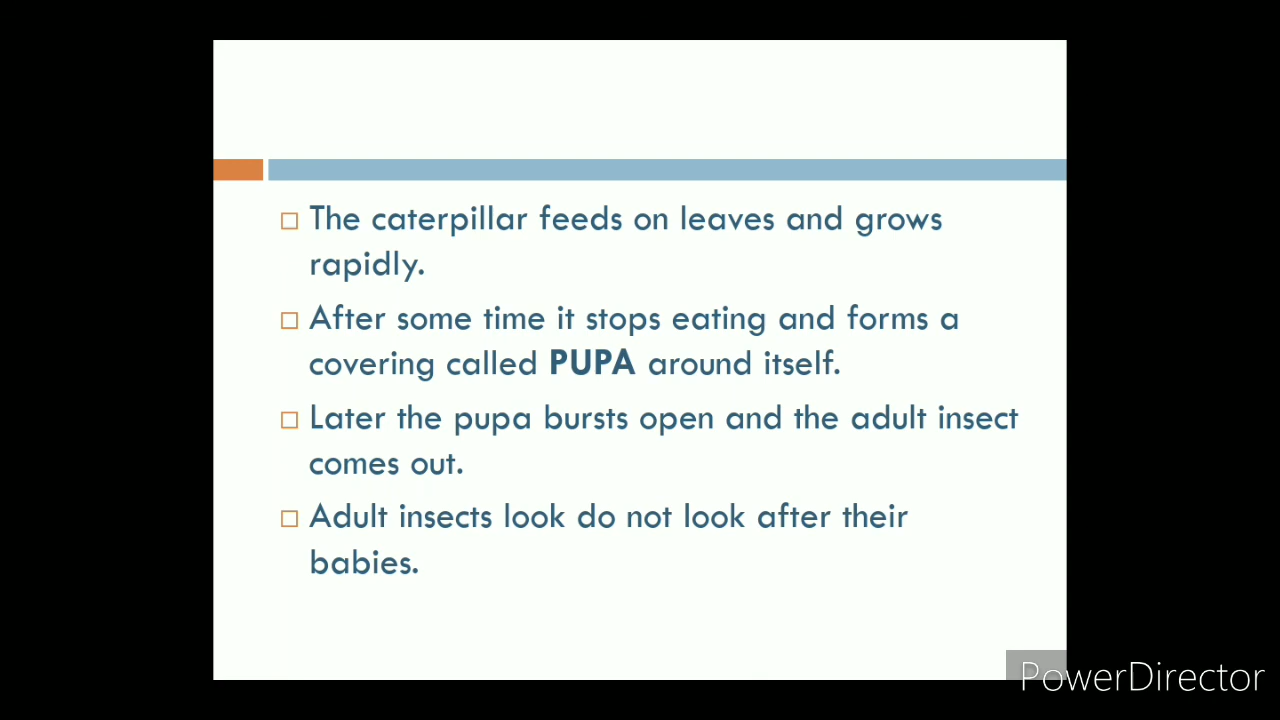 The caterpillar feeds on leaves and grows
rapidly.
After some time it stops eating and forms a
covering called PUPA around itself.
Later the pupa bursts open and the adult insect
comes out.
Adult insects look do not look after their
babies.
PowerDirector